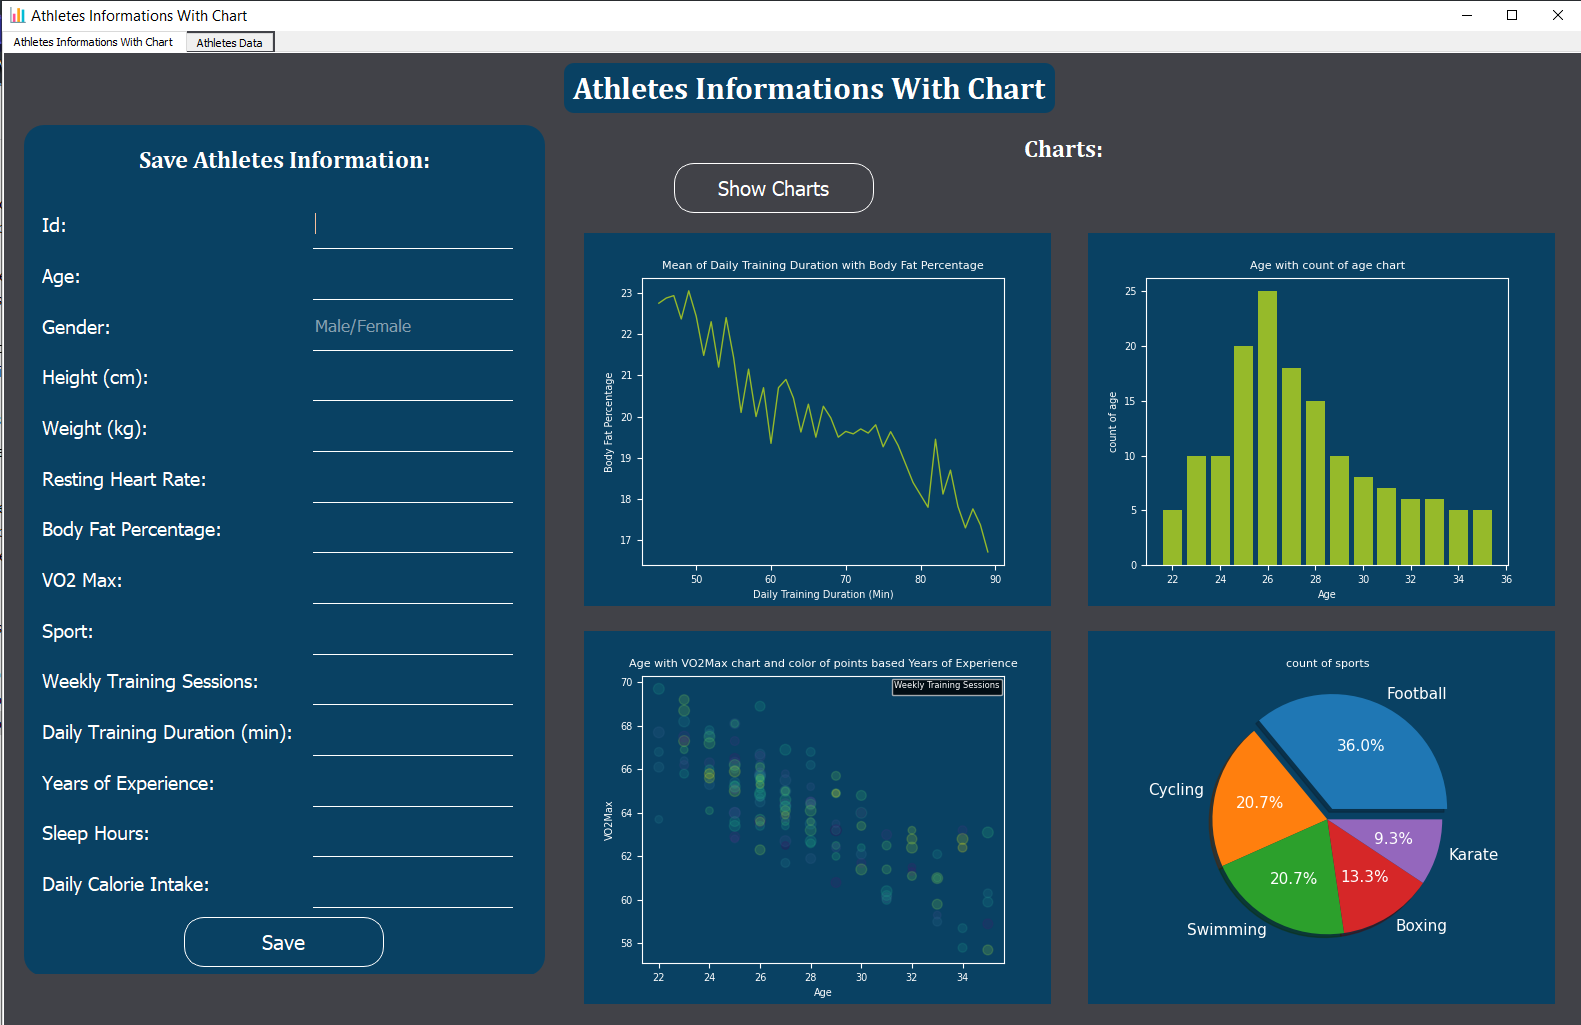 Athletes Informations With Chart
Athletes Informations With Chart
Athletes Data
Athletes Informations With Chart
Save Athletes Information:
Id:
Age:
Gender:
Male/Female
Height (cm):
Weight (kg):
Resting Heart Rate:
Body Fat Percentage:
VO2 Max:
Sport:
Weekly Training Sessions:
Daily Training Duration (min):
Years of Experience:
Sleep Hours:
Daily Calorie Intake:
Save
Charts:
Show Charts
Mean of Daily Training Duration with Body Fat Percentage
Body Fat Percentage
23
22
21
20
19
18
17
50 60 70 80 90
Daily Training Duration (Min)
Age with count of age chart
count of age
25
20
15
10
5
0
22 24 26 28 30 32 34 36
Age
Age with VO2Max chart and color of points based Years of Experience
Weekly Training Sessions
VO2Max
70
68
66
64
62
60
58
22 24 26 28 30 32 34
Age
count of sports
Football
36.0%
Cycling
20.7%
Swimming
20.7%
Boxing
13.3%
Karate
9.3%